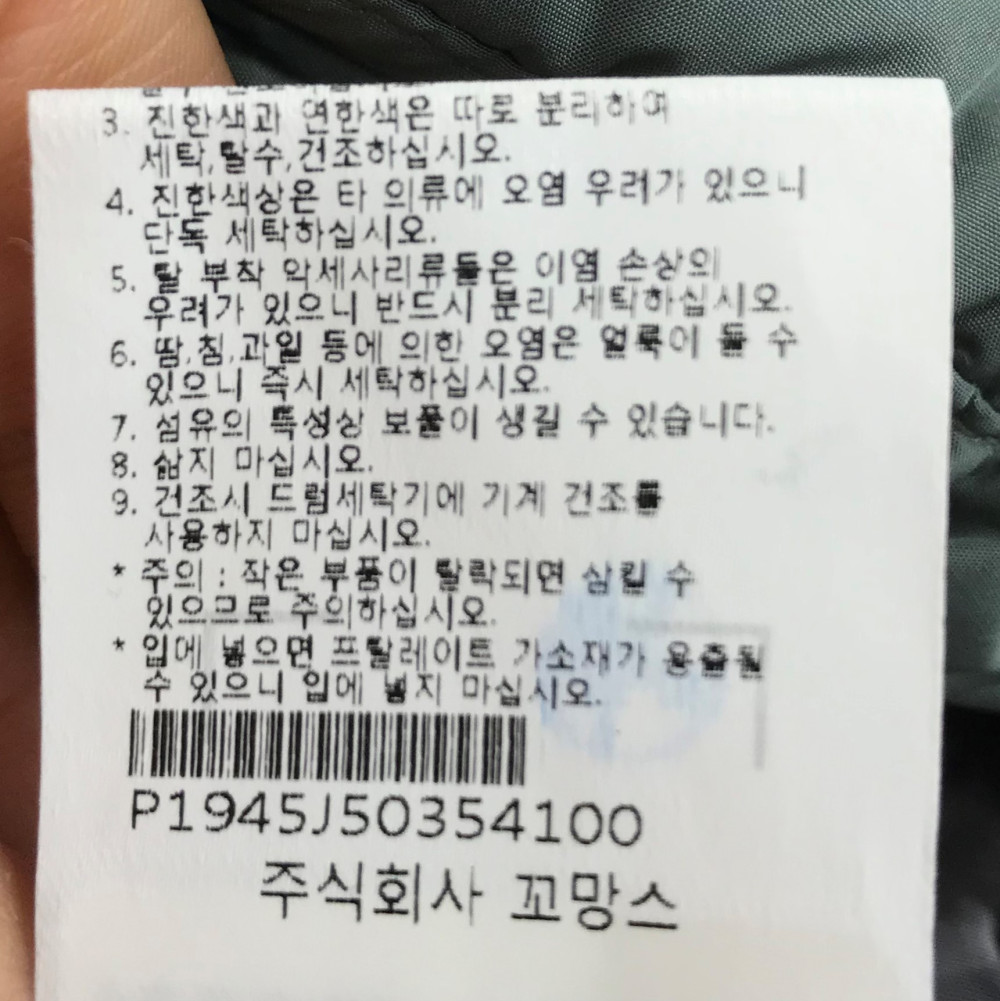 3. 진한색과 연한색은 따로 분리하여
세탁,탈수,건조하십시오.
4. 진한색상은 타 의류에 오염 우려가 있으니
단독 세탁하십시오.
5. 탈 부착 악세사리류들은 이염 손상의
우려가 있으니 반드시 분리 세탁하십시오.
6. 땀,침,과일 등에 의한 오염은 얼룩이 들 수
있으니 즉시 세탁하십시오.
7. 섬유의 특성상 보풀이 생길 수 있습니다.
8. 삶지 마십시오.
9. 건조시 드럼세탁기에 기계 건조를
사용하지 마십시오.
* 주의 : 작은 부품이 탈락되면 삼킬 수
있으므로 주의하십시오.
* 입에 넣으면 프탈레이트 가소재가 용출될
수 있으니 입에 넣지 마십시오.
P1945J50354100
주식회사 꼬망스